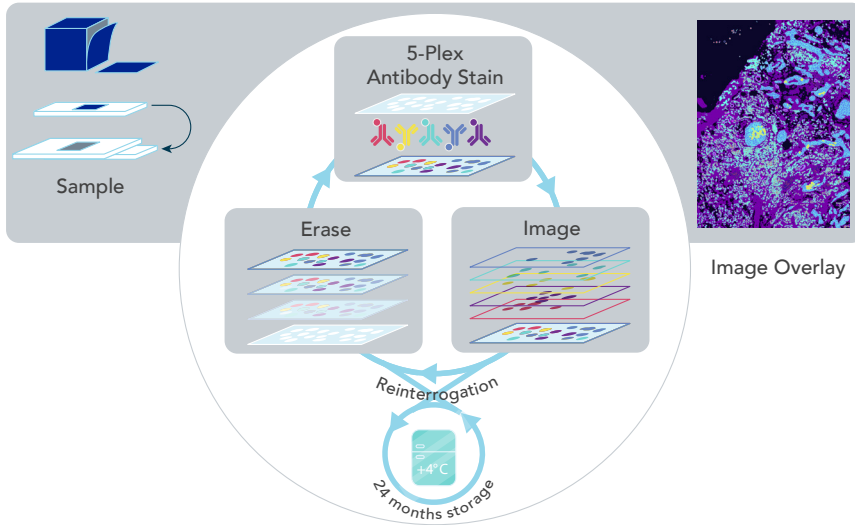 5-Plex
Antibody Stain
Sample
Erase
Image
Image Overlay
Reinterrogation
+4°C
24 months storage